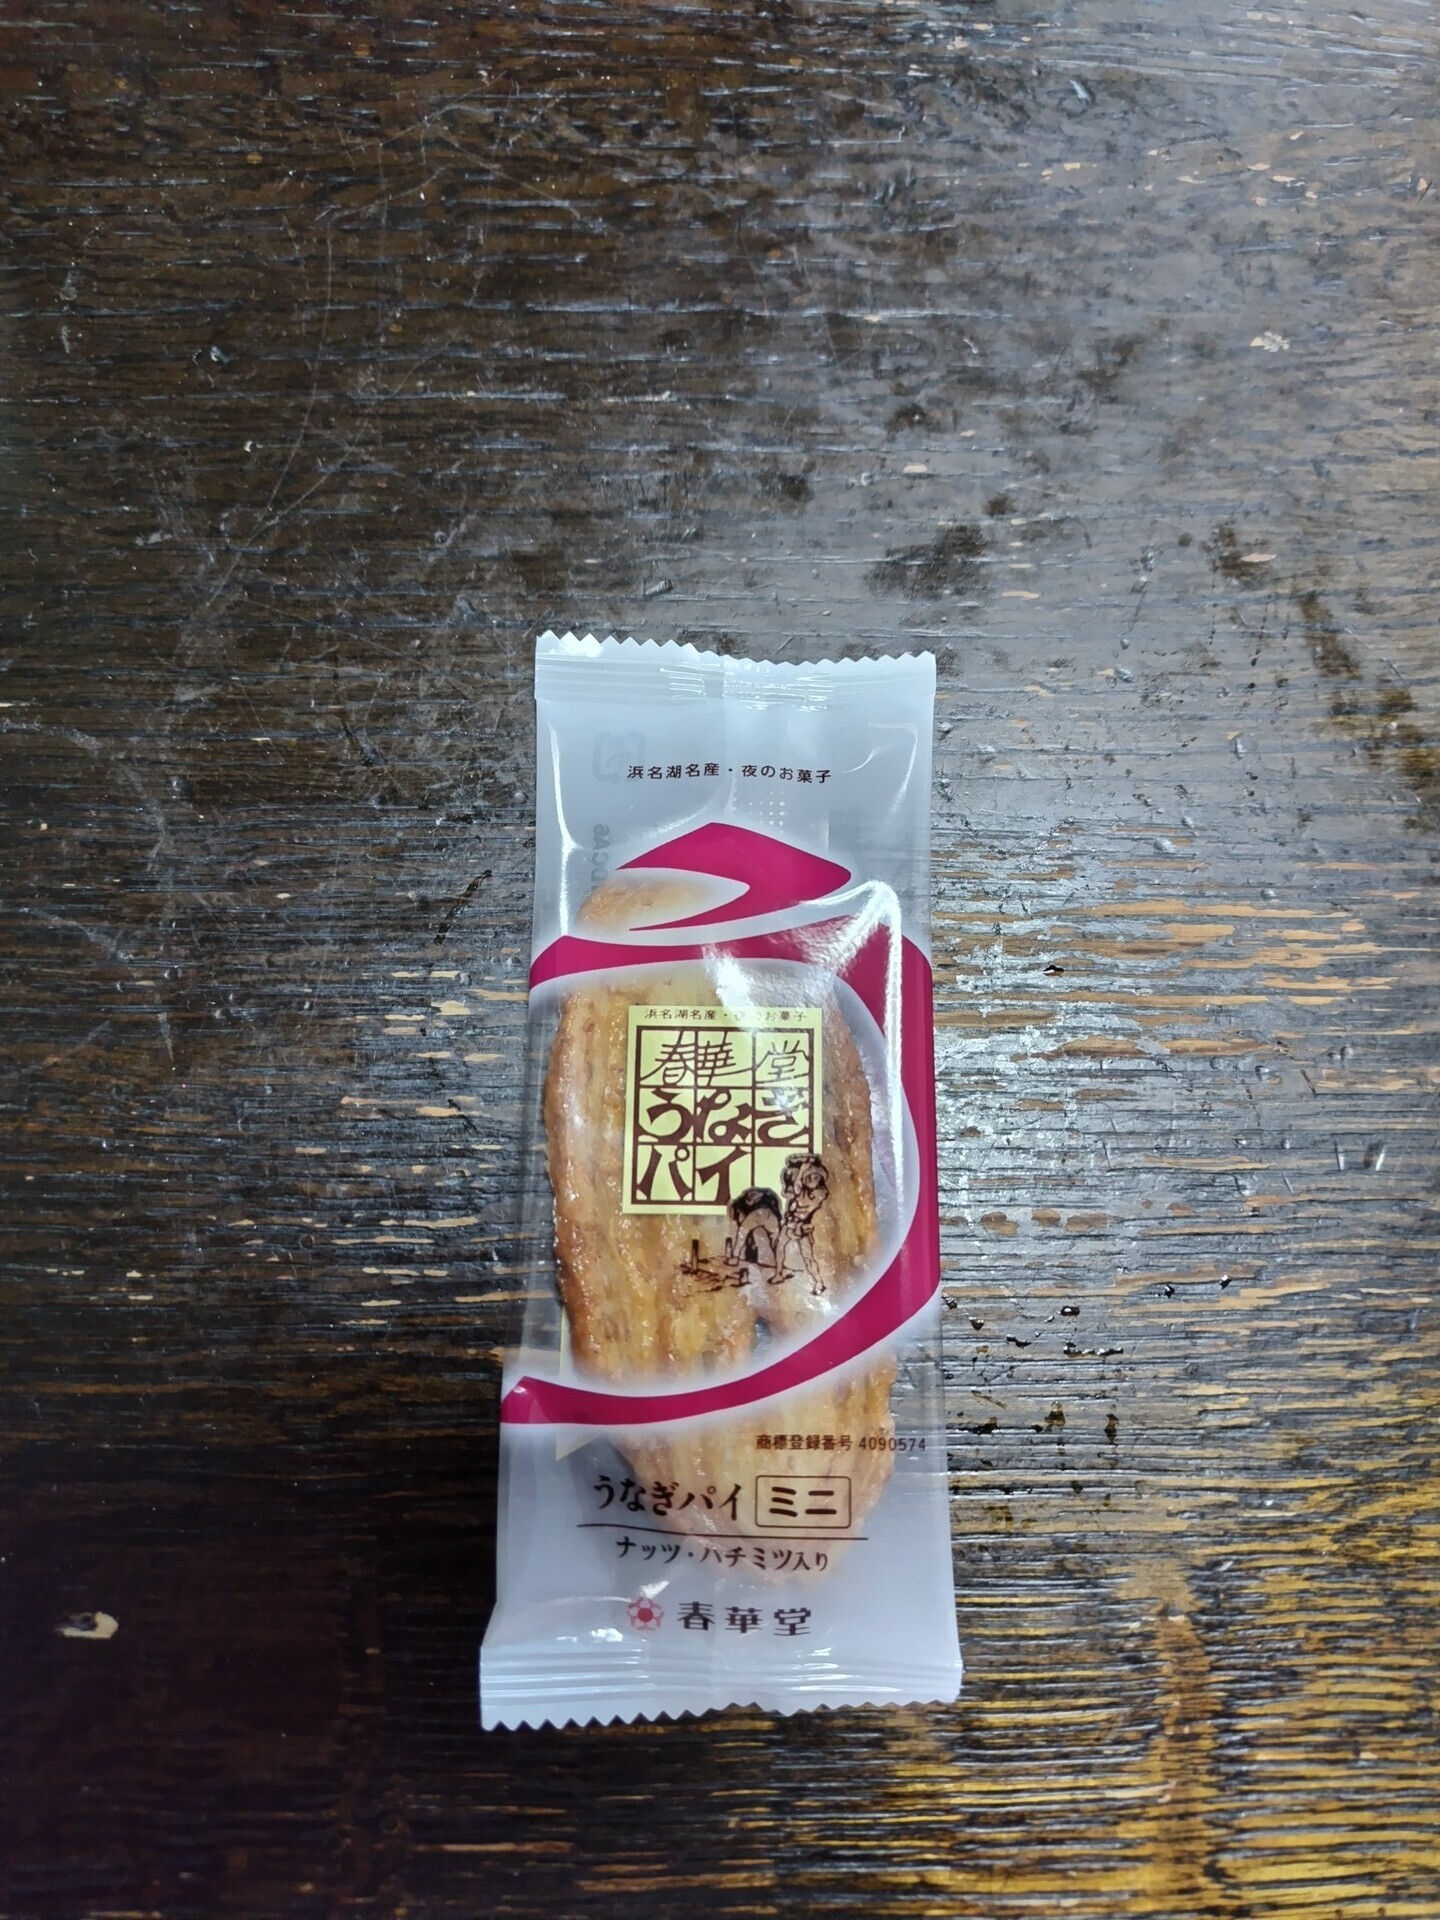 浜名湖名産・夜のお菓子
浜名湖名産・夜のお菓子
春華堂
うなぎ
パイ
商標登録番号 4090574
うなぎパイ ミニ
ナッツ・ハチミツ入り
春華堂